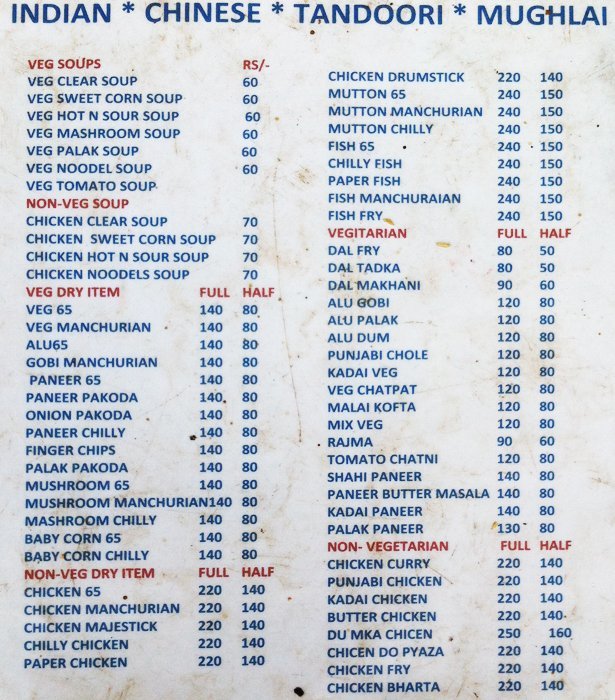 INDIAN * CHINESE * TANDOORI * MUGHLAI
VEG SOUPS RS/-
VEG CLEAR SOUP 60
VEG SWEET CORN SOUP 60
VEG HOT N SOUR SOUP 60
VEG MASHROOM SOUP 60
VEG PALAK SOUP 60
VEG NOODEL SOUP 60
VEG TOMATO SOUP
NON-VEG SOUP
CHICKEN CLEAR SOUP 70
CHICKEN SWEET CORN SOUP 70
CHICKEN HOT N SOUR SOUP 70
CHICKEN NOODELS SOUP 70
VEG DRY ITEM FULL HALF
VEG 65 140 80
VEG MANCHURIAN 140 80
ALU65 140 80
GOBI MANCHURIAN 140 80
PANEER 65 140 80
PANEER PAKODA 140 80
ONION PAKODA 140 80
PANEER CHILLY 140 80
FINGER CHIPS 140 80
PALAK PAKODA 140 80
MUSHROOM 65 140 80
MUSHROOM MANCHURIAN140 80
MASHROOM CHILLY 140 80
BABY CORN 65 140 80
BABY CORN CHILLY 140 80
NON-VEG DRY ITEM FULL HALF
CHICKEN 65 220 140
CHICKEN MANCHURIAN 220 140
CHICKEN MAJESTICK 220 140
CHILLY CHICKEN 220 140
PAPER CHICKEN 220 140
CHICKEN DRUMSTICK 220 140
MUTTON 65 240 150
MUTTON MANCHURIAN 240 150
MUTTON CHILLY 240 150
FISH 65 240 150
CHILLY FISH 240 150
PAPER FISH 240 150
FISH MANCHURAIAN 240 150
FISH FRY 240 150
VEGITARIAN FULL HALF
DAL FRY 80 50
DAL TADKA 80 50
DAL MAKHANI 90 60
ALU GOBI 120 80
ALU PALAK 120 80
ALU DUM 120 80
PUNJABI CHOLE 120 80
KADAI VEG 120 80
VEG CHATPAT 120 80
MALAI KOFTA 120 80
MIX VEG 120 80
RAJMA 90 60
TOMATO CHATNI 120 80
SHAHI PANEER 140 80
PANEER BUTTER MASALA 140 80
KADAI PANEER 140 80
PALAK PANEER 130 80
NON- VEGETARIAN FULL HALF
CHICKEN CURRY 220 140
PUNJABI CHICKEN 220 140
KADAI CHICKEN 220 140
BUTTER CHICKEN 220 140
DU MKA CHICEN 250 160
CHICEN DO PYAZA 220 140
CHICKEN FRY 220 140
CHICKEN BHARTA 220 140